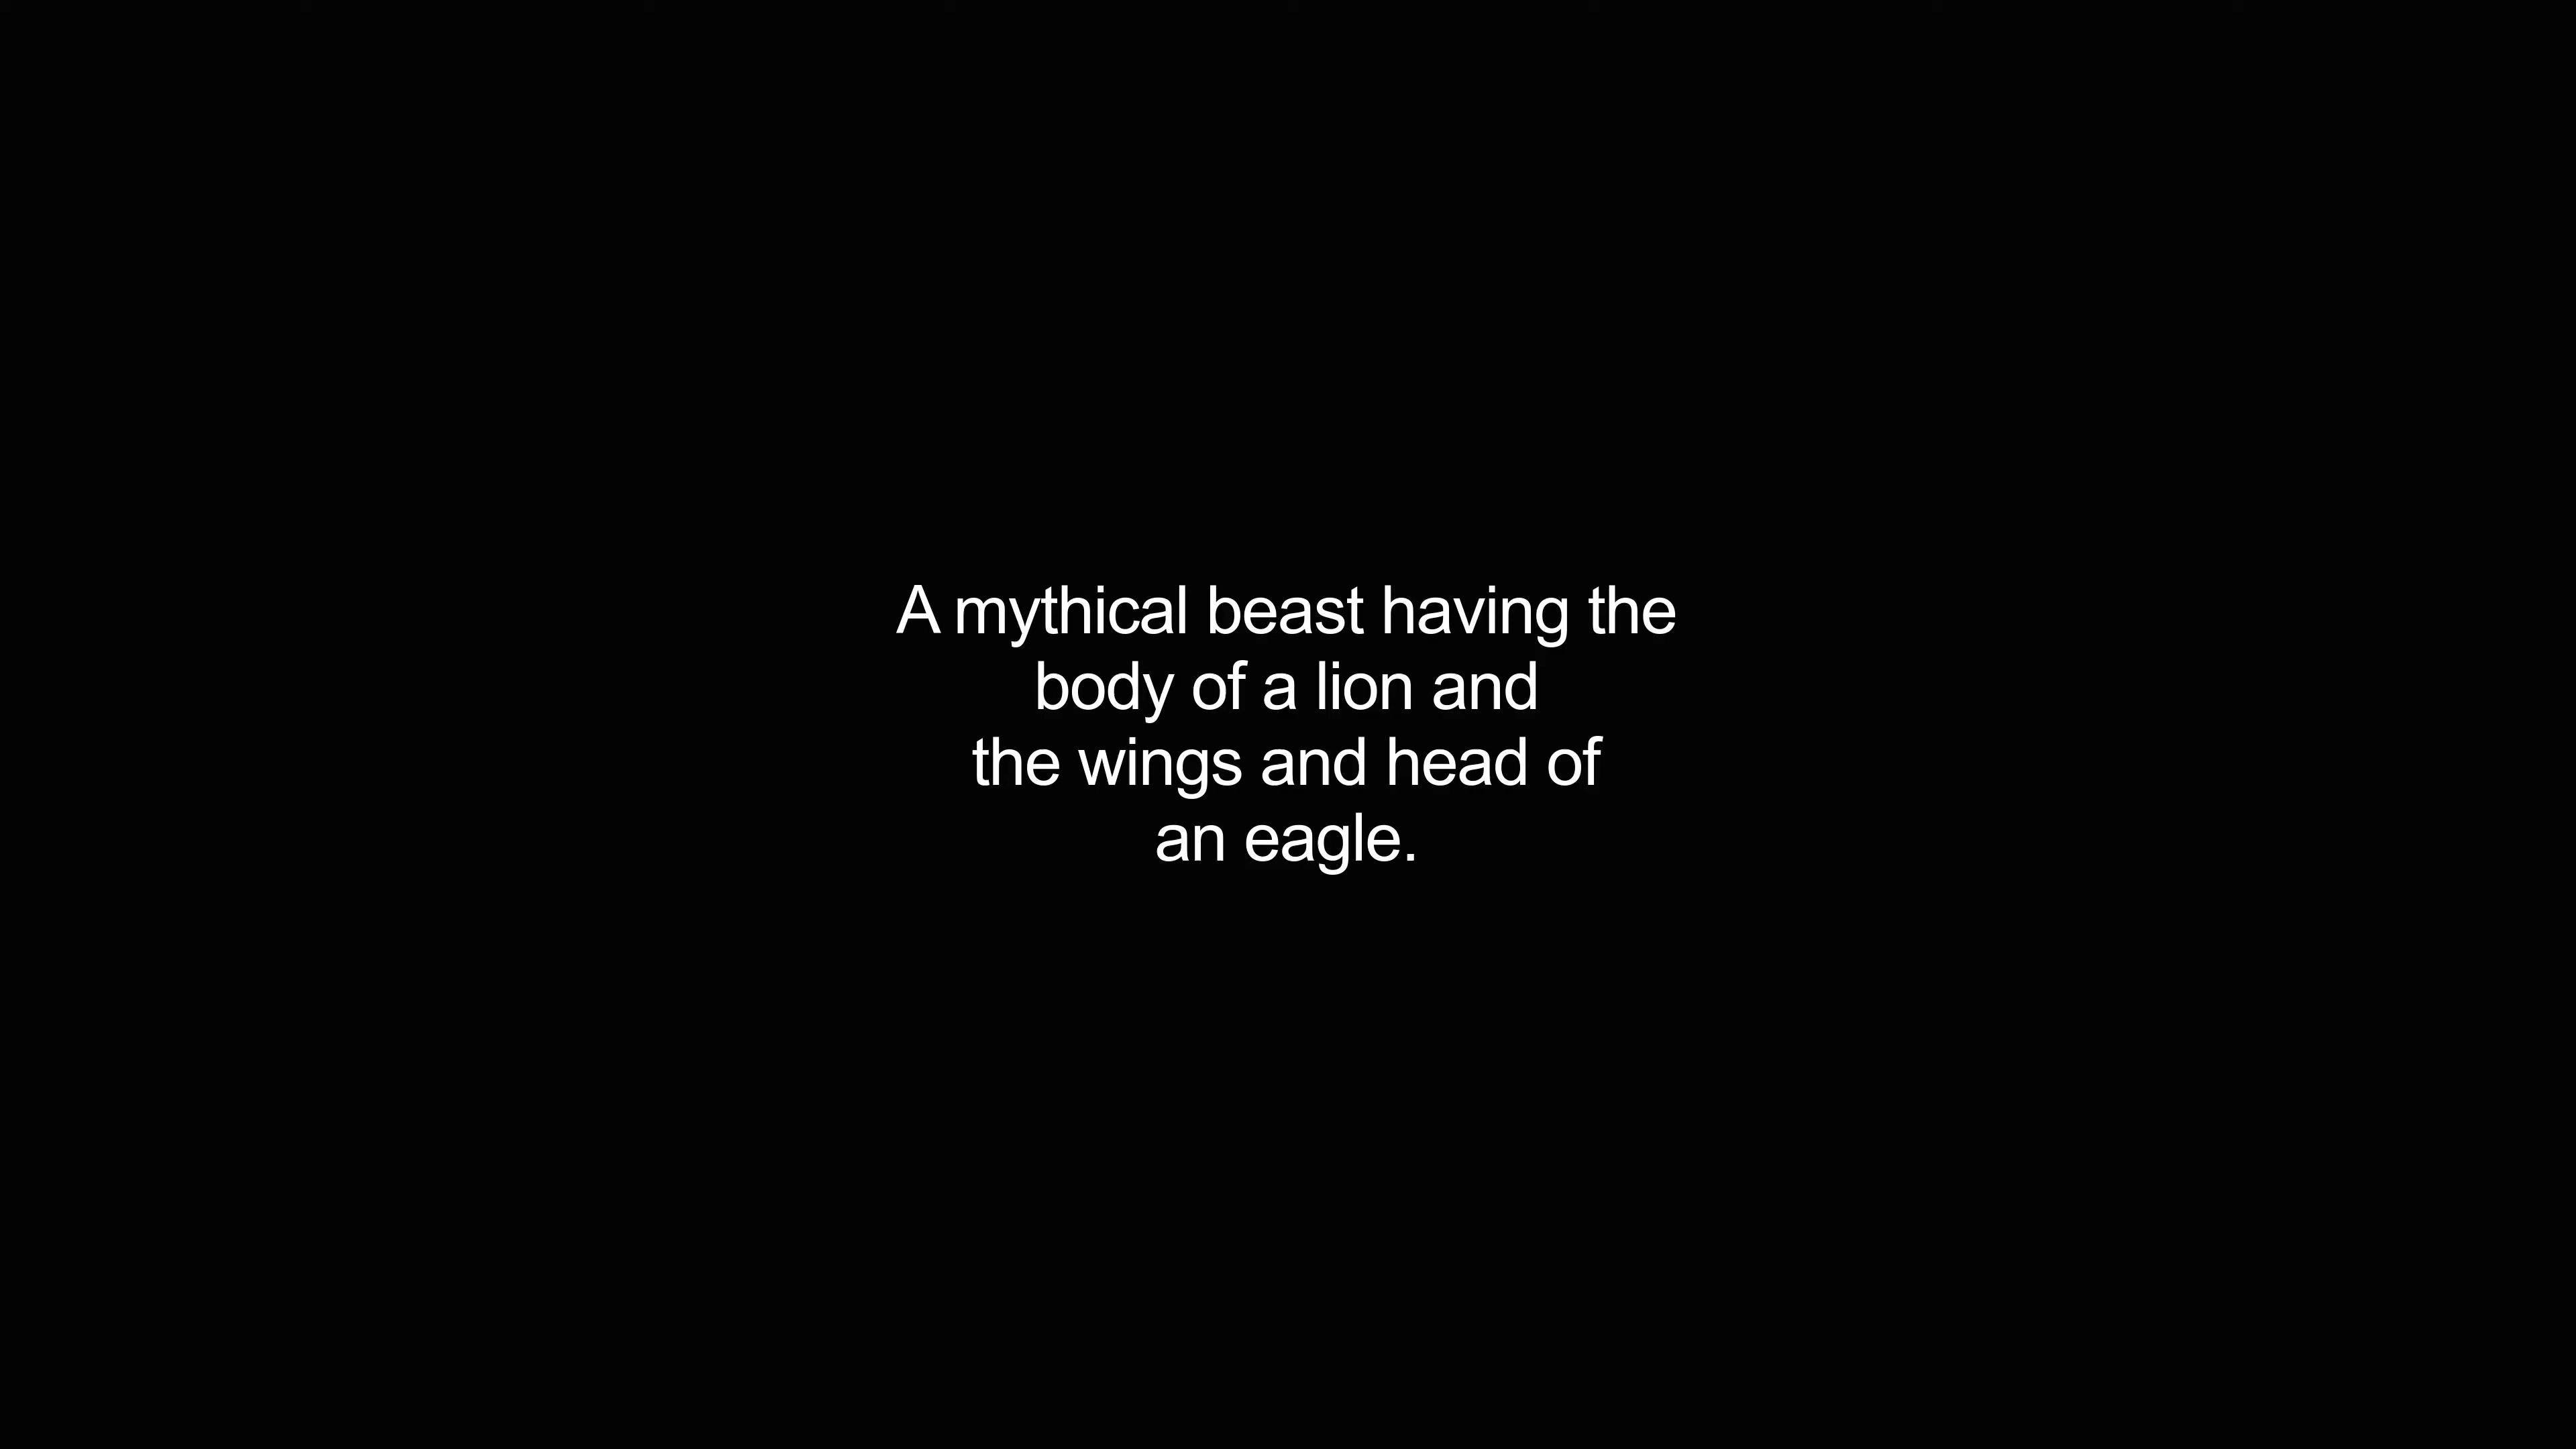 A mythical beast having the
body of a lion and
the wings and head of
an eagle.